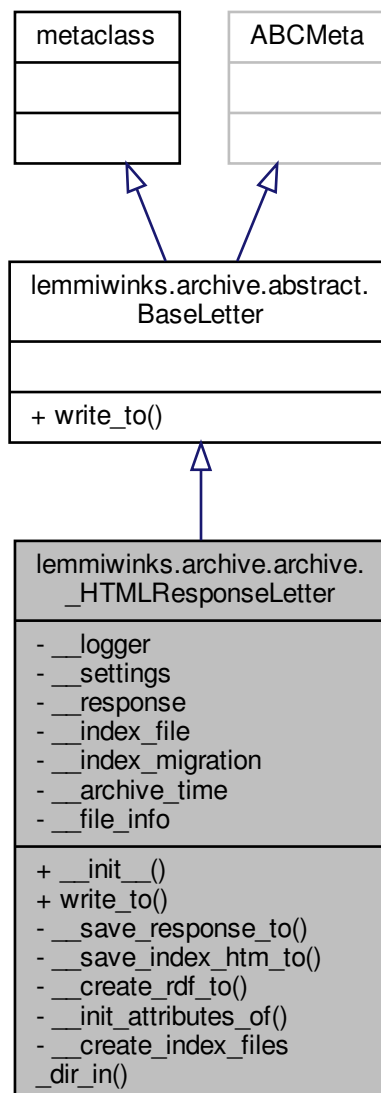 metaclass
ABCMeta
lemmiwinks.archive.abstract.
BaseLetter
+ write_to()
lemmiwinks.archive.archive.
_HTMLResponseLetter
- __logger
- __settings
- __response
- __index_file
- __index_migration
- __archive_time
- __file_info
+ __init__()
+ write_to()
- __save_response_to()
- __save_index_htm_to()
- __create_rdf_to()
- __init_attributes_of()
- __create_index_files
_dir_in()